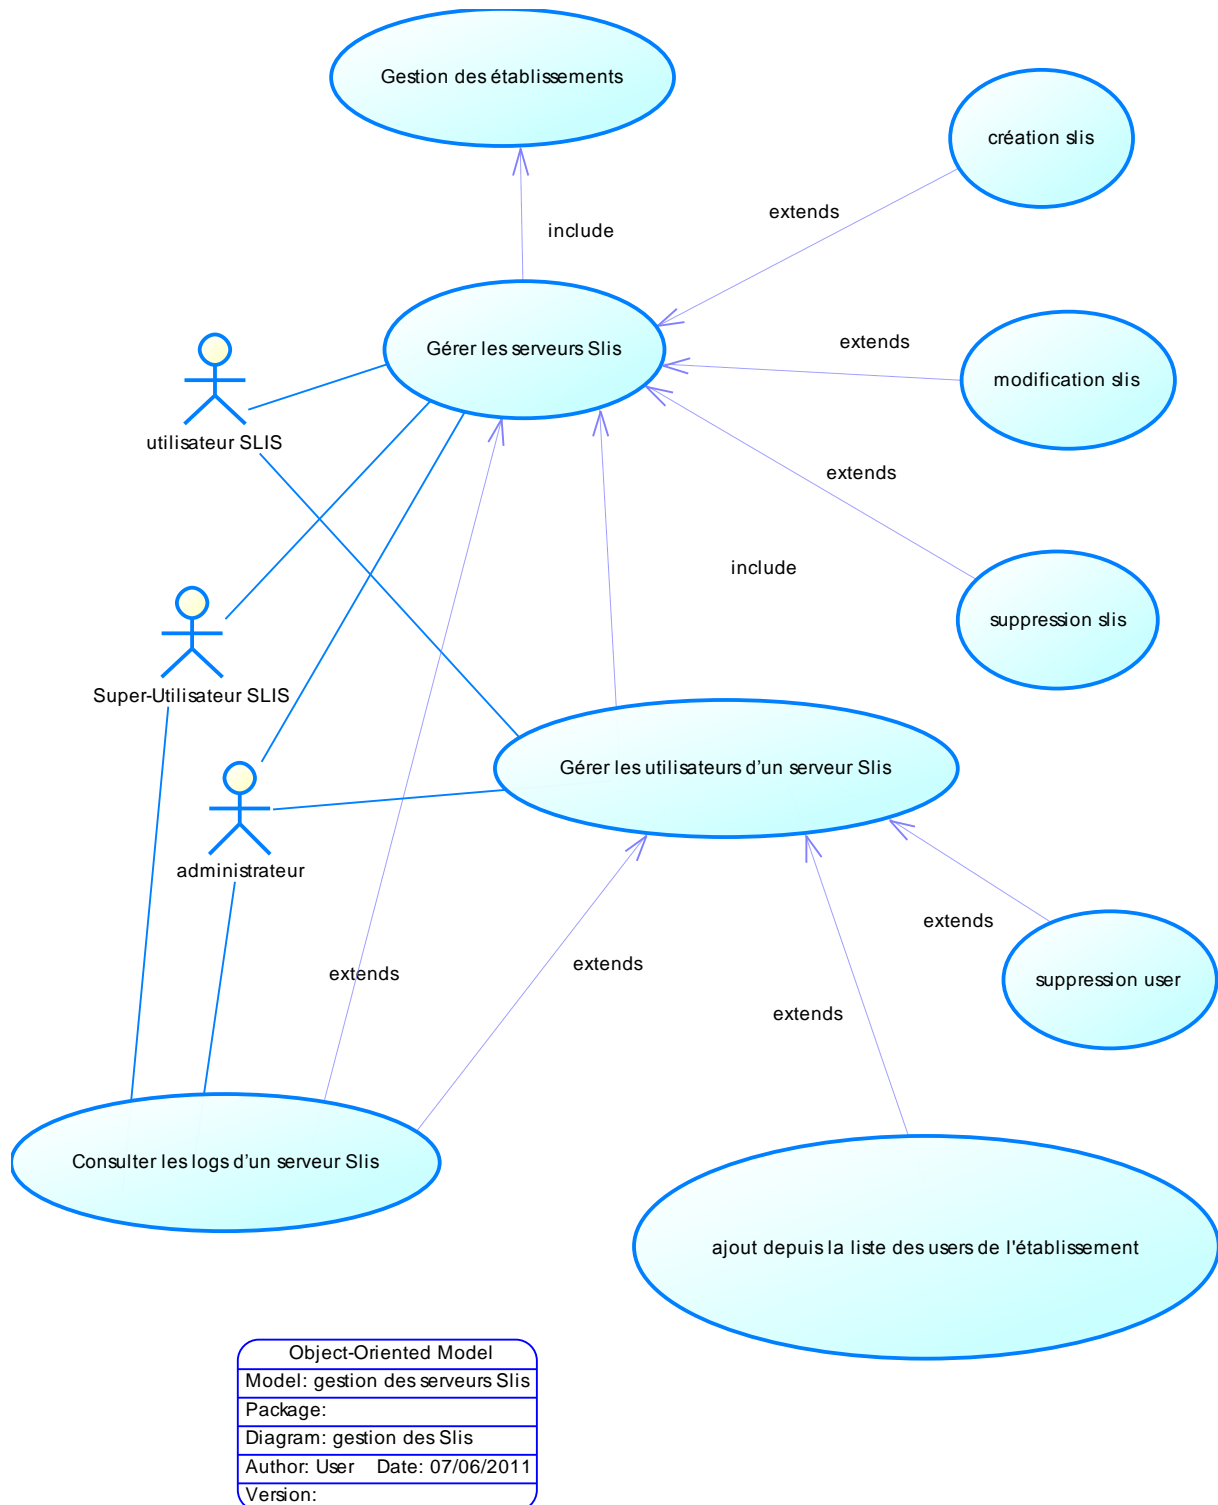 Gestion des établissements
création slis
extends
include
Gérer les serveurs Slis
extends
modification slis
utilisateur SLIS
extends
include
suppression slis
Super-Utilisateur SLIS
Gérer les utilisateurs d'un serveur Slis
administrateur
extends
extends
extends
suppression user
extends
Consulter les logs d'un serveur Slis
ajout depuis la liste des users de l'établissement
Object-Oriented Model
Model: gestion des serveurs Slis
Package:
Diagram: gestion des Slis
Author: User Date: 07/06/2011
Version: